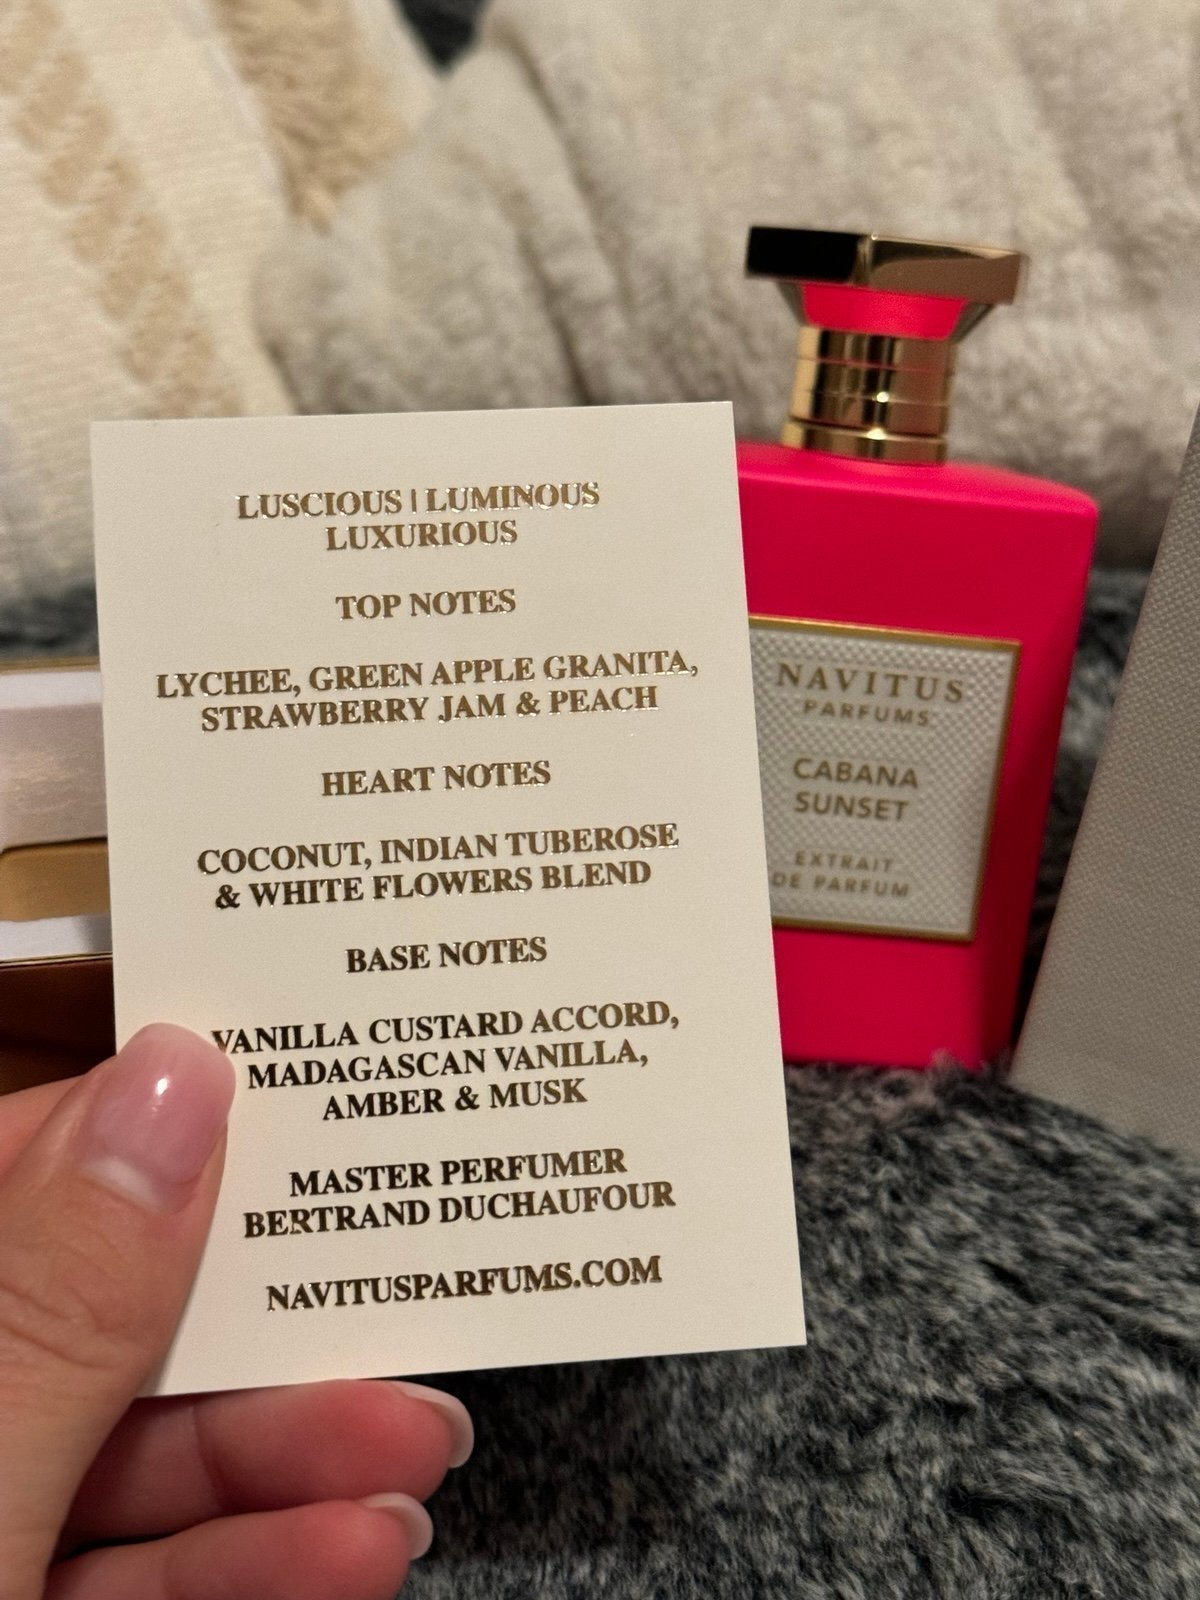 LUSCIOUS | LUMINOUS
LUXURIOUS
TOP NOTES
LYCHEE, GREEN APPLE GRANITA,
STRAWBERRY JAM & PEACH
HEART NOTES
COCONUT, INDIAN TUBEROSE
& WHITE FLOWERS BLEND
BASE NOTES
VANILLA CUSTARD ACCORD,
MADAGASCAN VANILLA,
AMBER & MUSK
MASTER PERFUMER
BERTRAND DUCHAUFOUR
NAVITUSPARFUMS.COM
NAVITUS
PARFUMS
CABANA
SUNSET
EXTRAIT
DE PARFUM